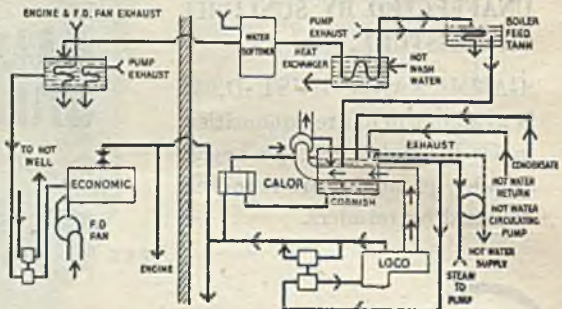 ENGINE & F.D. FAN EXHAUST
PUMP
EXHAUST
WATER
SOFTENER
PUMP
EXHAUST
HEAT
EXCHANGER
HOT
WASH
WATER
BOILER
FEED
TANK
TO HOT
WELL
ECONOMIC
F.D
FAN
ENGINE
CALOR
CORNISH
EXHAUST
LOCO
CONDENSATE
HOT WATER
RETURN
HOT WATER
CIRCULATING
PUMP
HOT WATER
SUPPLY
STEAM
TO
PUMP